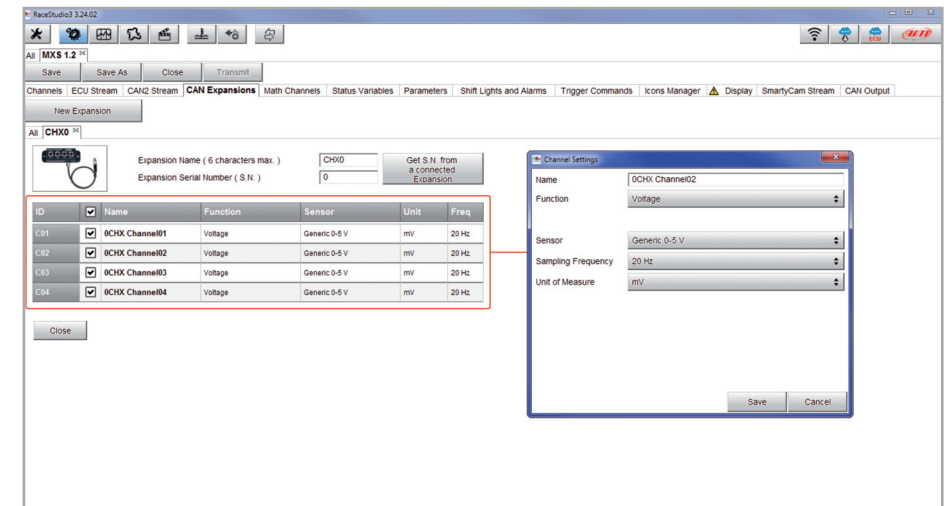 RaceStudio3 3.24.02
ECU
AiM
All MXS 1.2
Save Save As Close Transmit
Channels ECU Stream CAN2 Stream CAN Expansions Math Channels Status Variables Parameters Shift Lights and Alarms Trigger Commands Icons Manager Display SmartyCam Stream CAN Output
New Expansion
All CHX0
Expansion Name ( 6 characters max. ) CHX0
Expansion Serial Number ( S.N. ) 0
Get S.N. from
a connected
Expansion
ID Name Function Sensor Unit Freq
C01 0CHX Channel01 Voltage Generic 0-5 V mV 20 Hz
C02 0CHX Channel02 Voltage Generic 0-5 V mV 20 Hz
C03 0CHX Channel03 Voltage Generic 0-5 V mV 20 Hz
C04 0CHX Channel04 Voltage Generic 0-5 V mV 20 Hz
Close
Channel Settings
Name 0CHX Channel02
Function Voltage
Sensor Generic 0-5 V
Sampling Frequency 20 Hz
Unit of Measure mV
Save Cancel